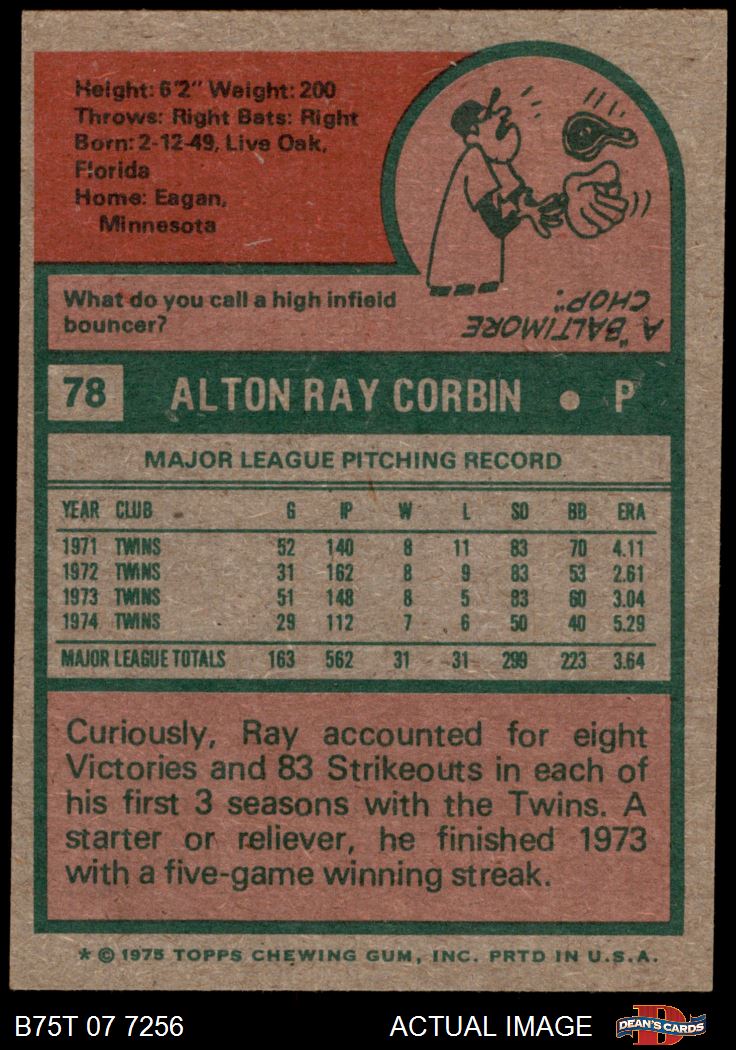 Height: 6'2" Weight: 200
Throws: Right Bats: Right
Born: 2-12-49, Live Oak,
Florida
Home: Eagan,
Minnesota
What do you call a high infield
bouncer?
A "BALTIMORE
CHOP".
78 ALTON RAY CORBIN • P
MAJOR LEAGUE PITCHING RECORD
YEAR CLUB G IP W L SO BB ERA
1971 TWINS 52 140 8 11 83 70 4.11
1972 TWINS 31 162 8 9 83 53 2.61
1973 TWINS 51 148 8 5 83 60 3.04
1974 TWINS 29 112 7 6 50 40 5.29
MAJOR LEAGUE TOTALS 163 562 31 31 299 223 3.64
Curiously, Ray accounted for eight
Victories and 83 Strikeouts in each of
his first 3 seasons with the Twins. A
starter or reliever, he finished 1973
with a five-game winning streak.
* © 1975 TOPPS CHEWING GUM, INC. PRTD IN U.S.A.
B75T 07 7256 ACTUAL IMAGE D DEAN'S CARDS